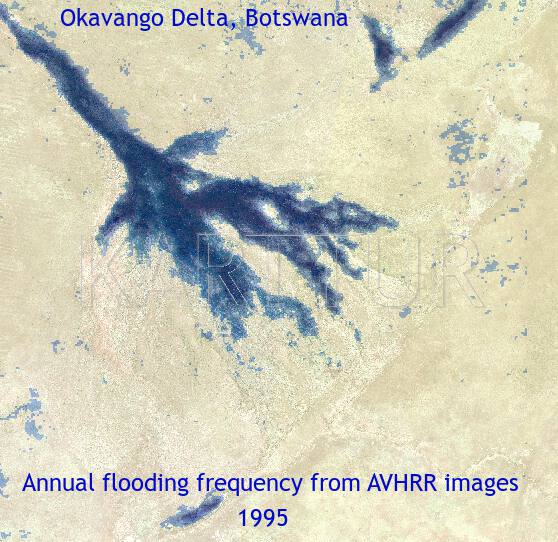 Okavango Delta, Botswana
KARTTUR
Annual flooding frequency from AVHRR images
1995